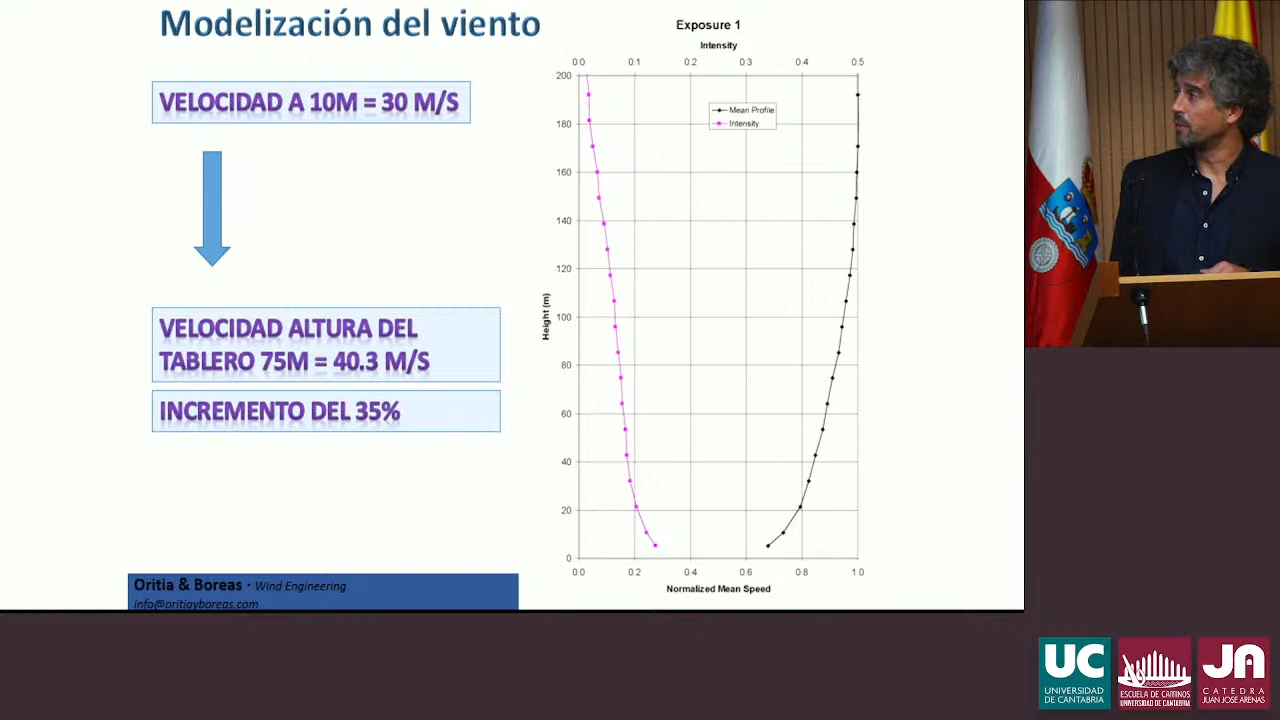 Modelización del viento
VELOCIDAD A 10M = 30 M/S
VELOCIDAD ALTURA DEL
TABLERO 75M = 40.3 M/S
INCREMENTO DEL 35%
Exposure 1
Intensity
0.0 0.1 0.2 0.3 0.4 0.5
Mean Profile
Intensity
200
180
160
140
120
100
80
60
40
20
0
Height (m)
0.0 0.2 0.4 0.6 0.8 1.0
Normalized Mean Speed
Oritia & Boreas · Wind Engineering
info@oritiayboreas.com
UC
UNIVERSIDAD
DE CANTABRIA
ESCUELA DE CAMINOS
UNIVERSIDAD DE CANTABRIA
JA
CATEDRA
JUAN JOSE ARENAS